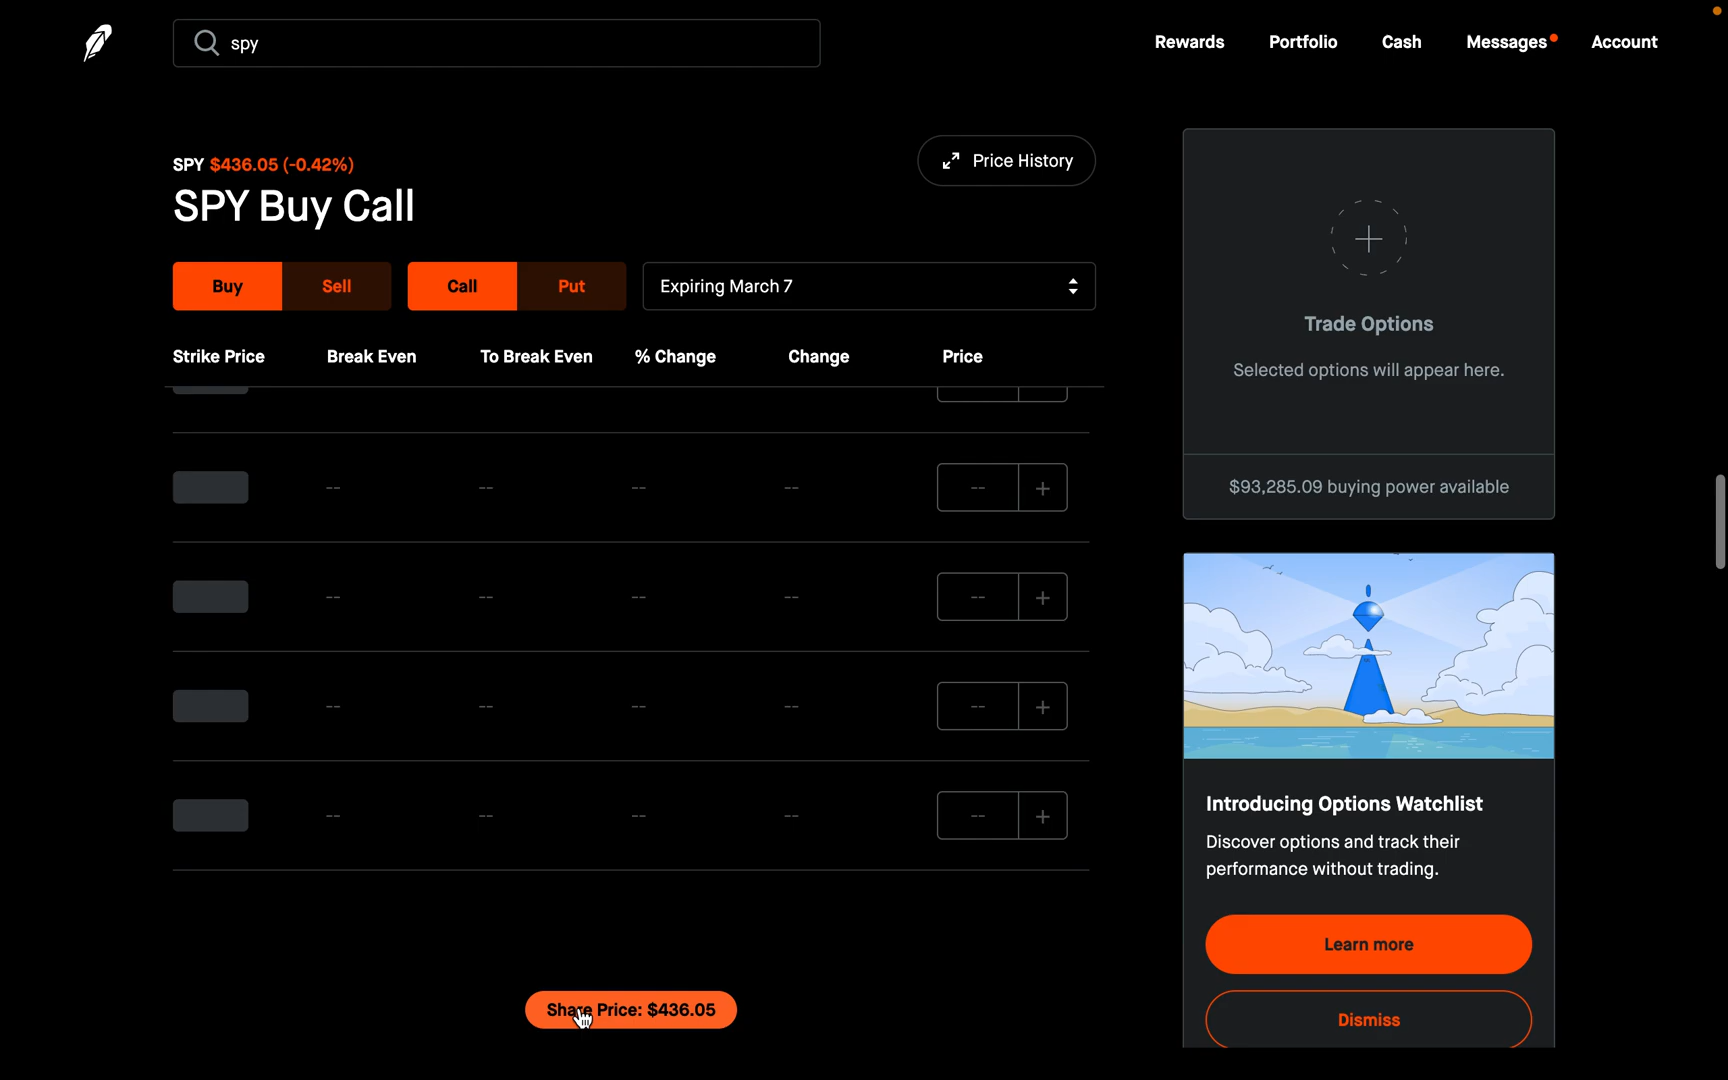 spy
Rewards
Portfolio
Cash
Messages
Account
SPY $436.05 (-0.42%)
SPY Buy Call
Price History
Buy
Sell
Call
Put
Expiring March 7
Strike Price
Break Even
To Break Even
% Change
Change
Price
-- -- -- -- -- +
-- -- -- -- -- +
-- -- -- -- -- +
-- -- -- -- -- +
Share Price: $436.05
Trade Options
Selected options will appear here.
$93,285.09 buying power available
Introducing Options Watchlist
Discover options and track their
performance without trading.
Learn more
Dismiss